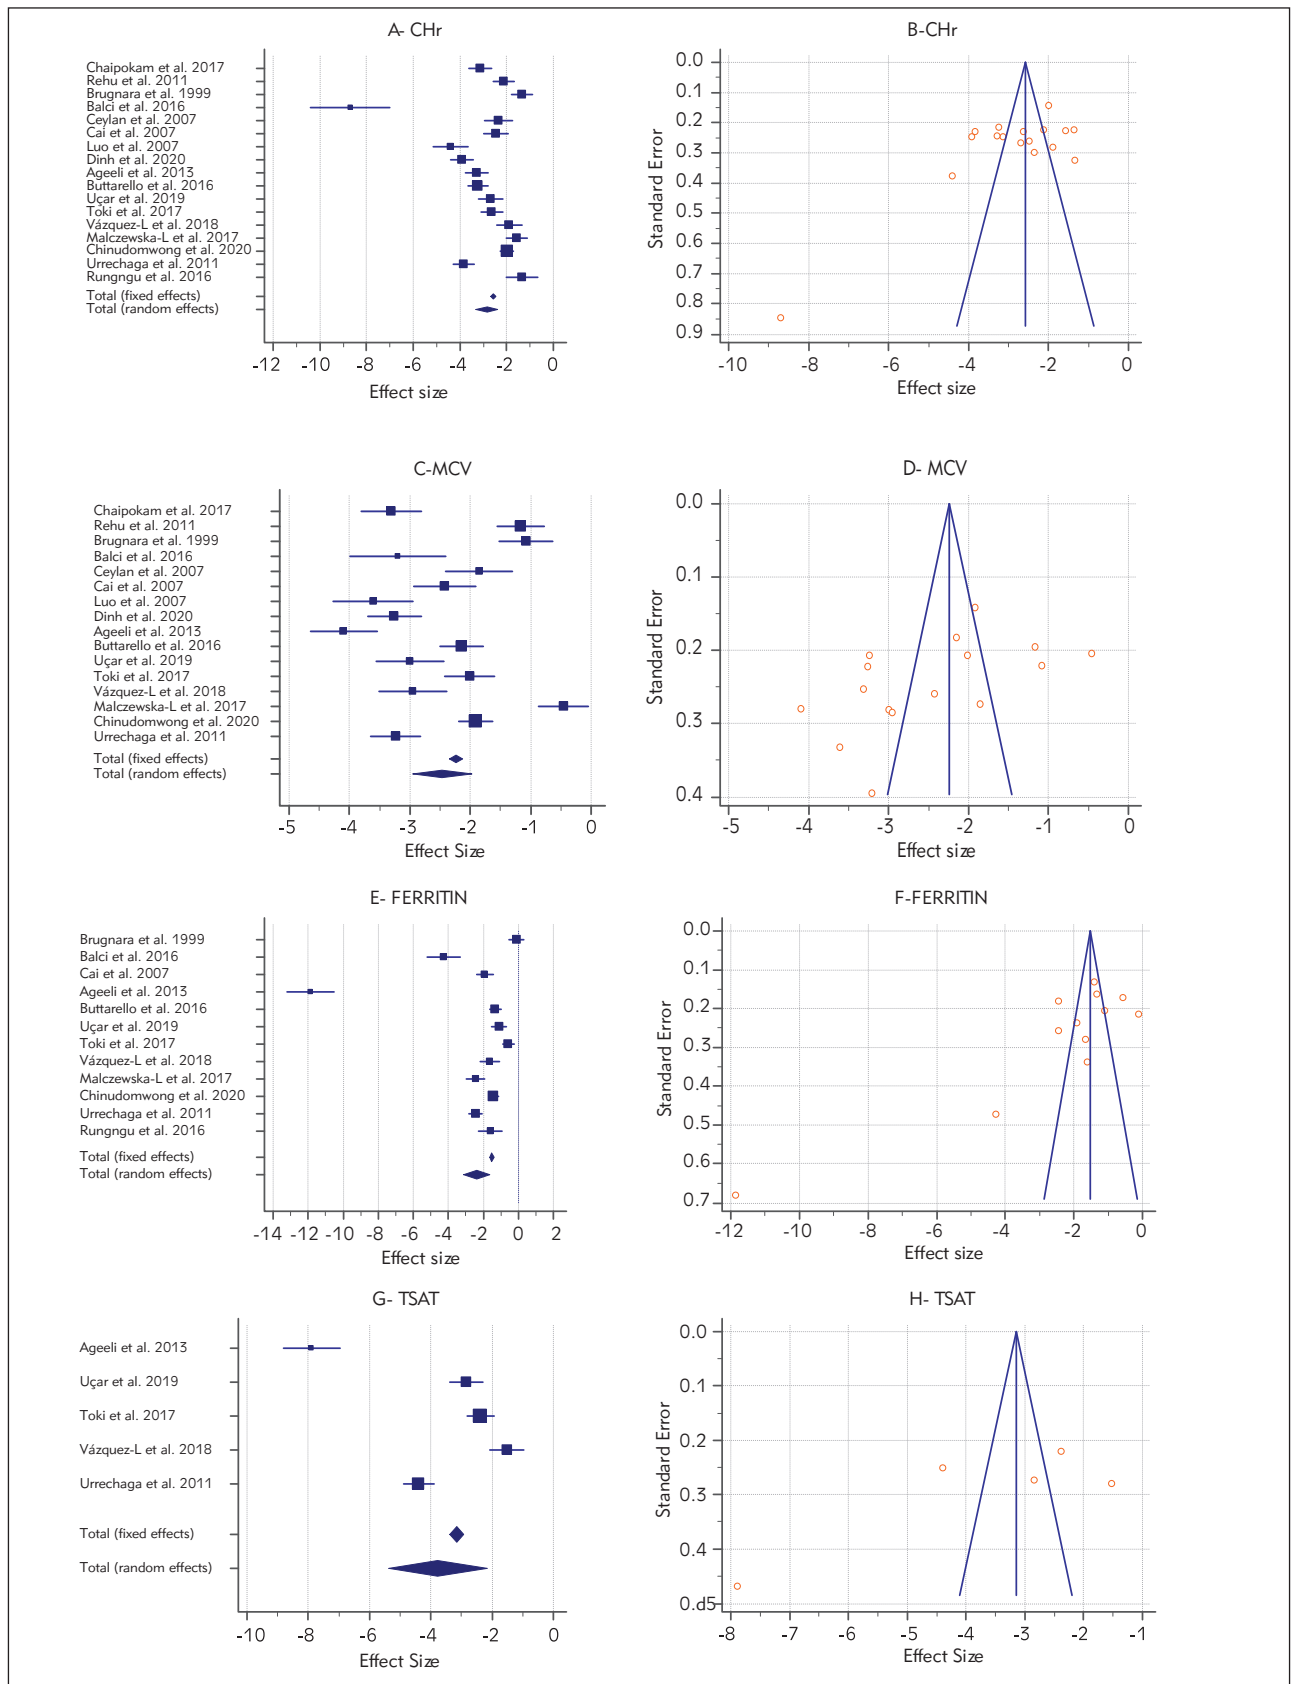 A- CHr
Chaipokam et al. 2017
Rehu et al. 2011
Brugnara et al. 1999
Balci et al. 2016
Ceylan et al. 2007
Cai et al. 2007
Luo et al. 2007
Dinh et al. 2020
Ageeli et al. 2013
Buttarello et al. 2016
Uçar et al. 2019
Toki et al. 2017
Vázquez-L et al. 2018
Malczewska-L et al. 2017
Chinudomwong et al. 2020
Urrechaga et al. 2011
Rungngu et al. 2016
Total (fixed effects)
Total (random effects)
-12 -10 -8 -6 -4 -2 0
Effect size
B-CHr
Standard Error
0.0
0.1
0.2
0.3
0.4
0.5
0.6
0.7
0.8
0.9
-10 -8 -6 -4 -2 0
Effect size
C-MCV
Chaipokam et al. 2017
Rehu et al. 2011
Brugnara et al. 1999
Balci et al. 2016
Ceylan et al. 2007
Cai et al. 2007
Luo et al. 2007
Dinh et al. 2020
Ageeli et al. 2013
Buttarello et al. 2016
Uçar et al. 2019
Toki et al. 2017
Vázquez-L et al. 2018
Malczewska-L et al. 2017
Chinudomwong et al. 2020
Urrechaga et al. 2011
Total (fixed effects)
Total (random effects)
-5 -4 -3 -2 -1 0
Effect Size
D- MCV
Standard Error
0.0
0.1
0.2
0.3
0.4
-5 -4 -3 -2 -1 0
Effect size
E- FERRITIN
Brugnara et al. 1999
Balci et al. 2016
Cai et al. 2007
Ageeli et al. 2013
Buttarello et al. 2016
Uçar et al. 2019
Toki et al. 2017
Vázquez-L et al. 2018
Malczewska-L et al. 2017
Chinudomwong et al. 2020
Urrechaga et al. 2011
Rungngu et al. 2016
Total (fixed effects)
Total (random effects)
-14 -12 -10 -8 -6 -4 -2 0 2
Effect size
F-FERRITIN
Standard Error
0.0
0.1
0.2
0.3
0.4
0.5
0.6
0.7
-12 -10 -8 -6 -4 -2 0
Effect size
G- TSAT
Ageeli et al. 2013
Uçar et al. 2019
Toki et al. 2017
Vázquez-L et al. 2018
Urrechaga et al. 2011
Total (fixed effects)
Total (random effects)
-10 -8 -6 -4 -2 0
Effect Size
H- TSAT
Standard Error
0.0
0.1
0.2
0.3
0.4
0.d5
-8 -7 -6 -5 -4 -3 -2 -1
Effect Size